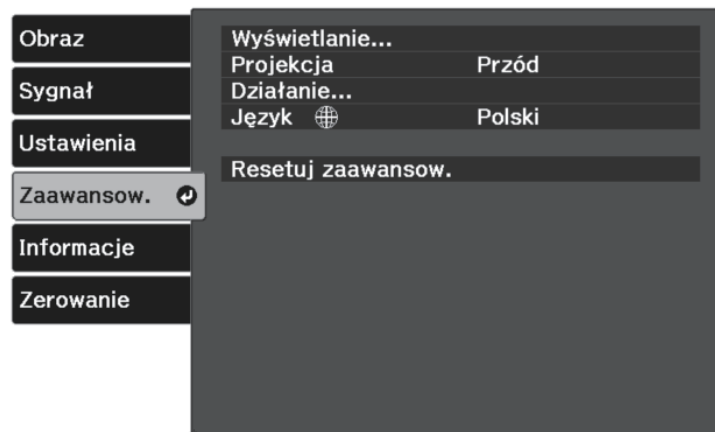 Obraz
Sygnał
Ustawienia
Zaawansow.
Informacje
Zerowanie
Wyświetlanie...
Projekcja Przód
Działanie...
Język Polski
Resetuj zaawansow.